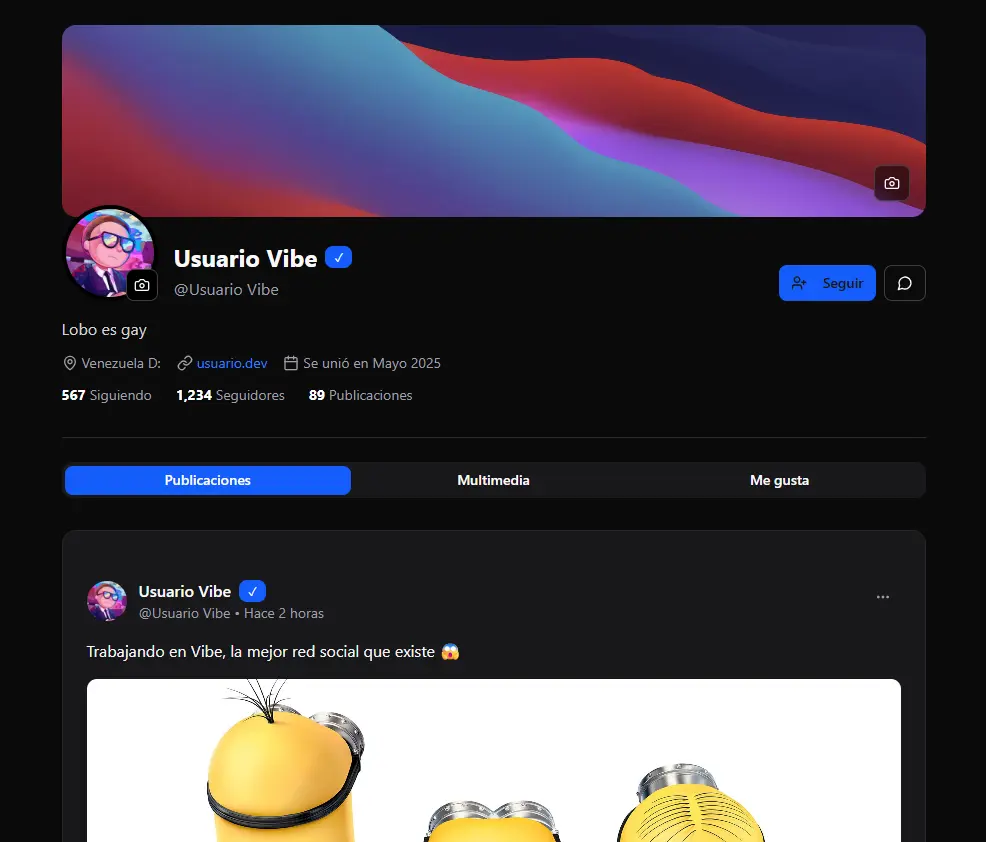 Usuario Vibe ✓
@Usuario Vibe
Seguir
Lobo es gay
Venezuela D: usuario.dev Se unió en Mayo 2025
567 Siguiendo 1,234 Seguidores 89 Publicaciones
Publicaciones Multimedia Me gusta
Usuario Vibe ✓
@Usuario Vibe • Hace 2 horas
Trabajando en Vibe, la mejor red social que existe 😱